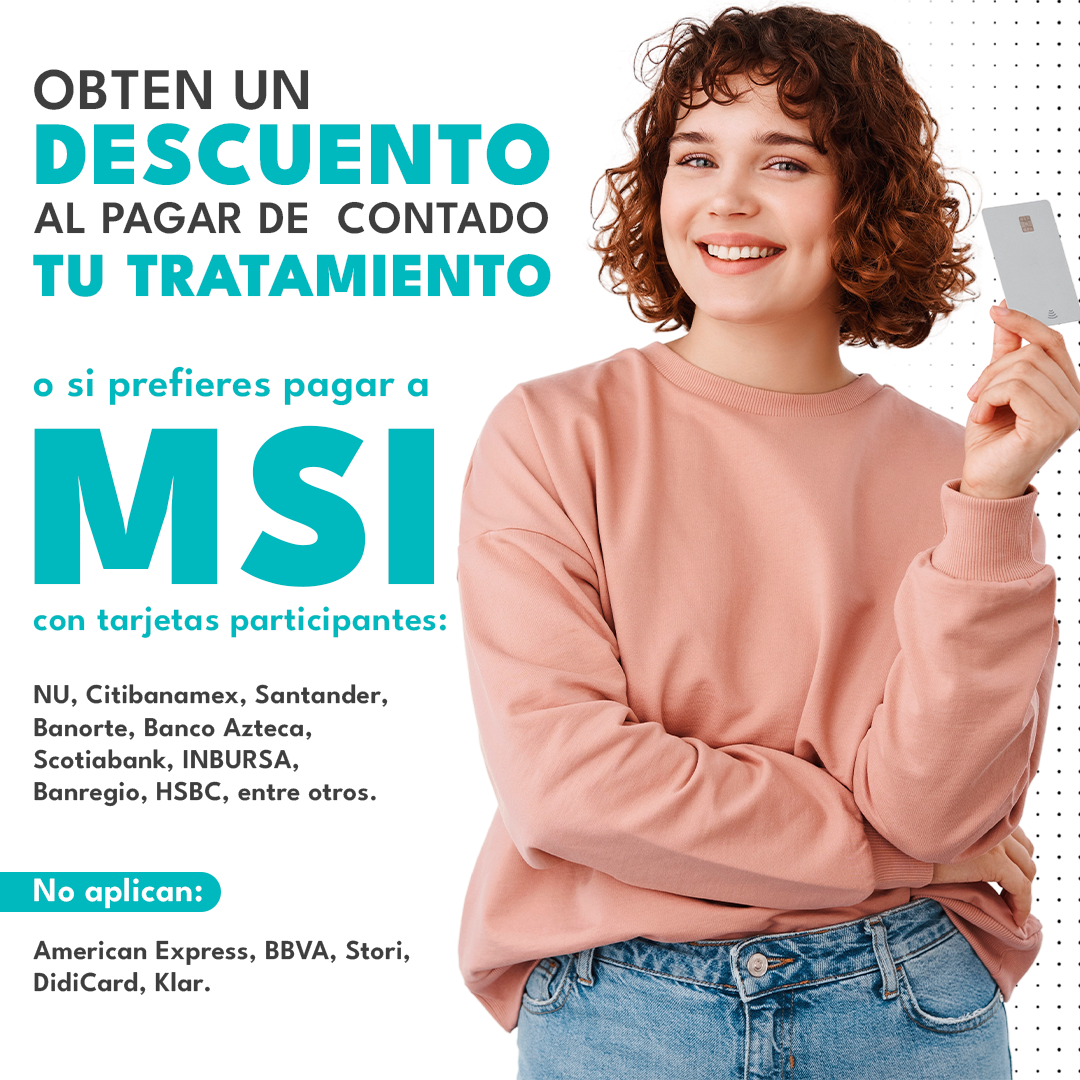 OBTEN UN
DESCUENTO
AL PAGAR DE CONTADO
TU TRATAMIENTO
o si prefieres pagar a
MSI
con tarjetas participantes:
NU, Citibanamex, Santander,
Banorte, Banco Azteca,
Scotiabank, INBURSA,
Banregio, HSBC, entre otros.
No aplican:
American Express, BBVA, Stori,
DidiCard, Klar.